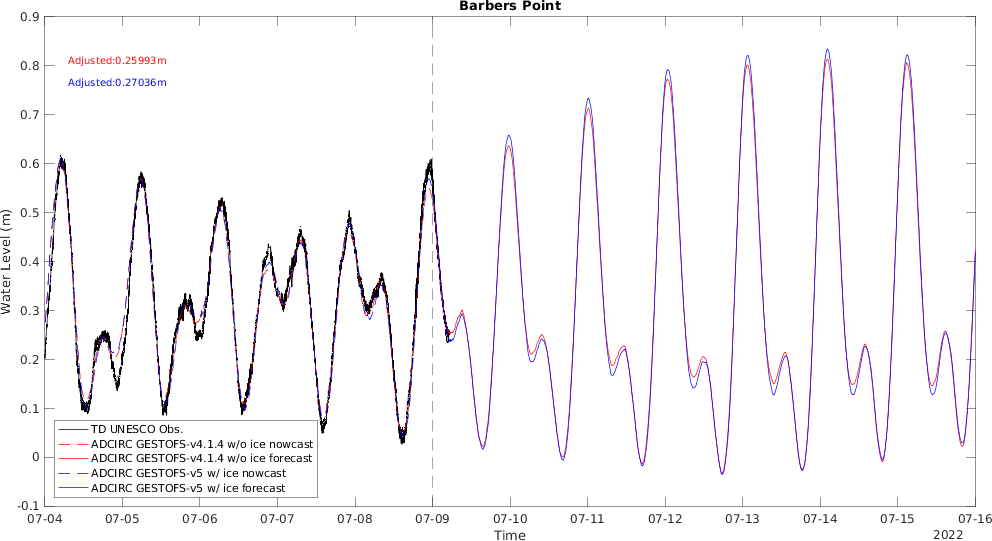 Barbers Point
0.9
0.8
0.7
0.6
0.5
0.4
0.3
0.2
0.1
0
-0.1
Water Level (m)
Adjusted:0.25993m
Adjusted:0.27036m
TD UNESCO Obs.
ADCIRC GESTOFS-v4.1.4 w/o ice nowcast
ADCIRC GESTOFS-v4.1.4 w/o ice forecast
ADCIRC GESTOFS-v5 w/ ice nowcast
ADCIRC GESTOFS-v5 w/ ice forecast
07-04 07-05 07-06 07-07 07-08 07-09 07-10 07-11 07-12 07-13 07-14 07-15 07-16
Time
2022